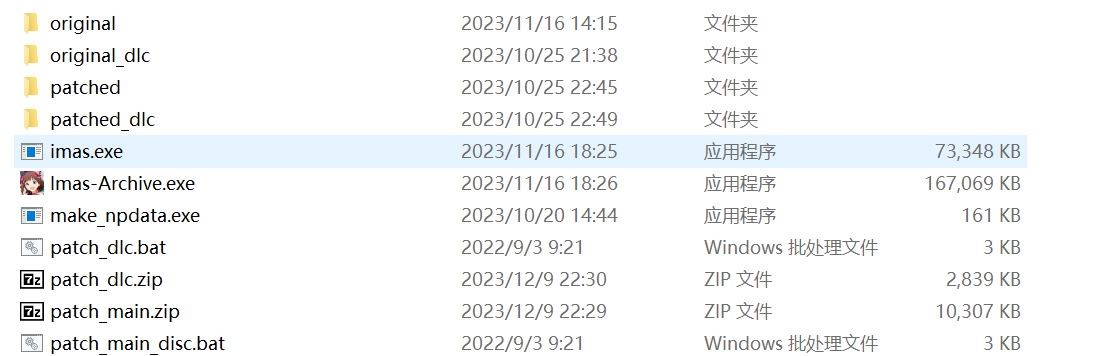 original 2023/11/16 14:15 文件夹
original_dlc 2023/10/25 21:38 文件夹
patched 2023/10/25 22:45 文件夹
patched_dlc 2023/10/25 22:49 文件夹
imas.exe 2023/11/16 18:25 应用程序 73,348 KB
Imas-Archive.exe 2023/11/16 18:26 应用程序 167,069 KB
make_npdata.exe 2023/10/20 14:44 应用程序 161 KB
patch_dlc.bat 2022/9/3 9:21 Windows 批处理文件 3 KB
patch_dlc.zip 2023/12/9 22:30 ZIP 文件 2,839 KB
patch_main.zip 2023/12/9 22:29 ZIP 文件 10,307 KB
patch_main_disc.bat 2022/9/3 9:21 Windows 批处理文件 3 KB